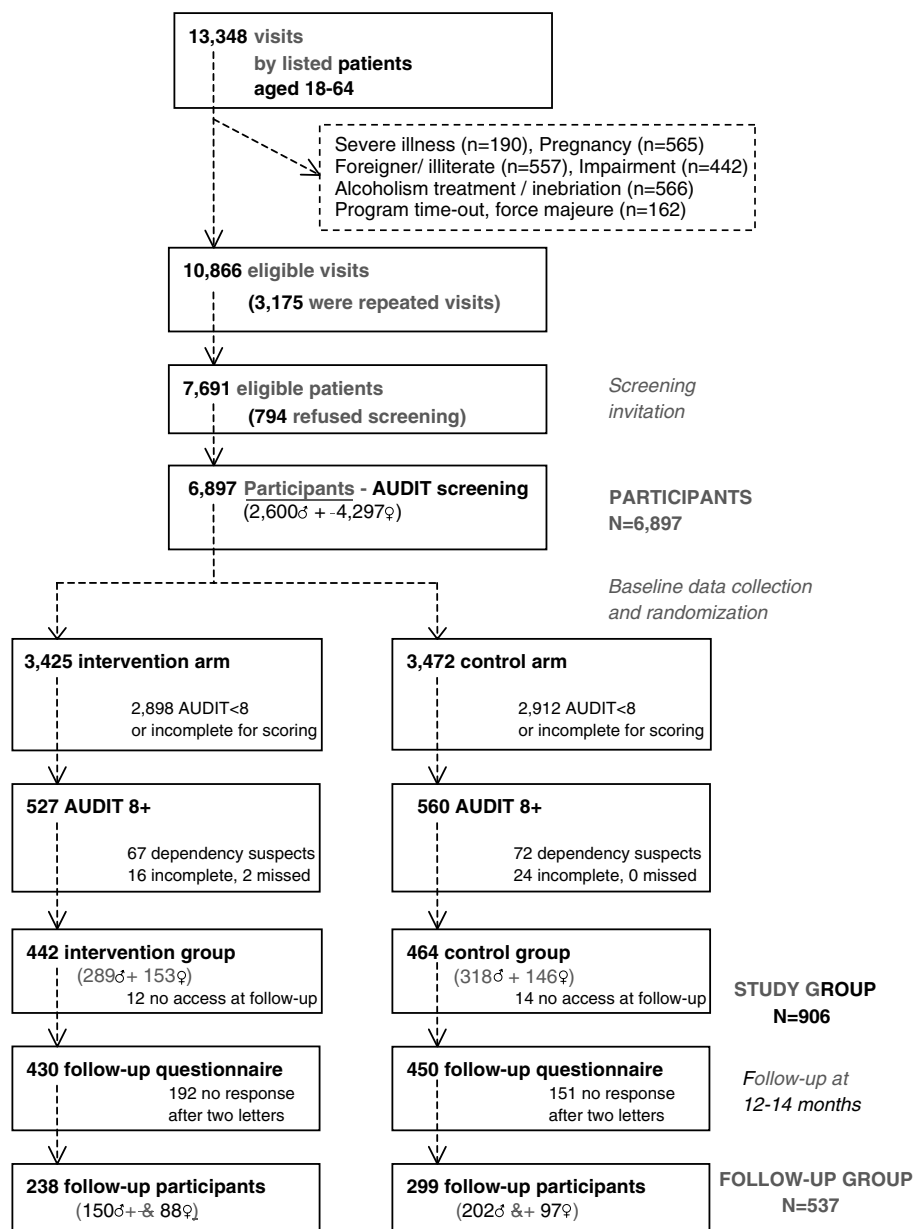 13,348 visits
by listed patients
aged 18-64
Severe illness (n=190), Pregnancy (n=565)
Foreigner/ illiterate (n=557), Impairment (n=442)
Alcoholism treatment / inebriation (n=566)
Program time-out, force majeure (n=162)
10,866 eligible visits
(3,175 were repeated visits)
7,691 eligible patients
(794 refused screening)
Screening
invitation
6,897 Participants - AUDIT screening
(2,600♂ + -4,297♀)
PARTICIPANTS
N=6,897
Baseline data collection
and randomization
3,425 intervention arm
2,898 AUDIT<8
or incomplete for scoring
3,472 control arm
2,912 AUDIT<8
or incomplete for scoring
527 AUDIT 8+
67 dependency suspects
16 incomplete, 2 missed
560 AUDIT 8+
72 dependency suspects
24 incomplete, 0 missed
442 intervention group
(289♂+ 153♀)
12 no access at follow-up
464 control group
(318♂ + 146♀)
14 no access at follow-up
STUDY GROUP
N=906
430 follow-up questionnaire
192 no response
after two letters
450 follow-up questionnaire
151 no response
after two letters
Follow-up at
12-14 months
238 follow-up participants
(150♂+ & 88♀)
299 follow-up participants
(202♂ &+ 97♀)
FOLLOW-UP GROUP
N=537